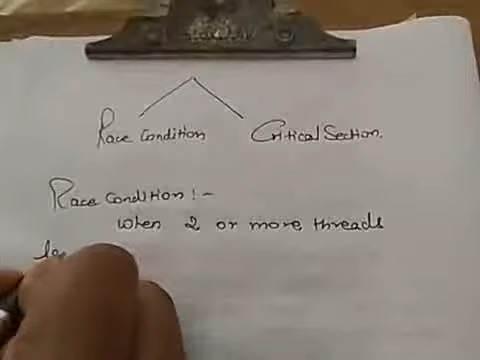 Race Condition Critical Section.
Race Condition :-
when 2 or more threads